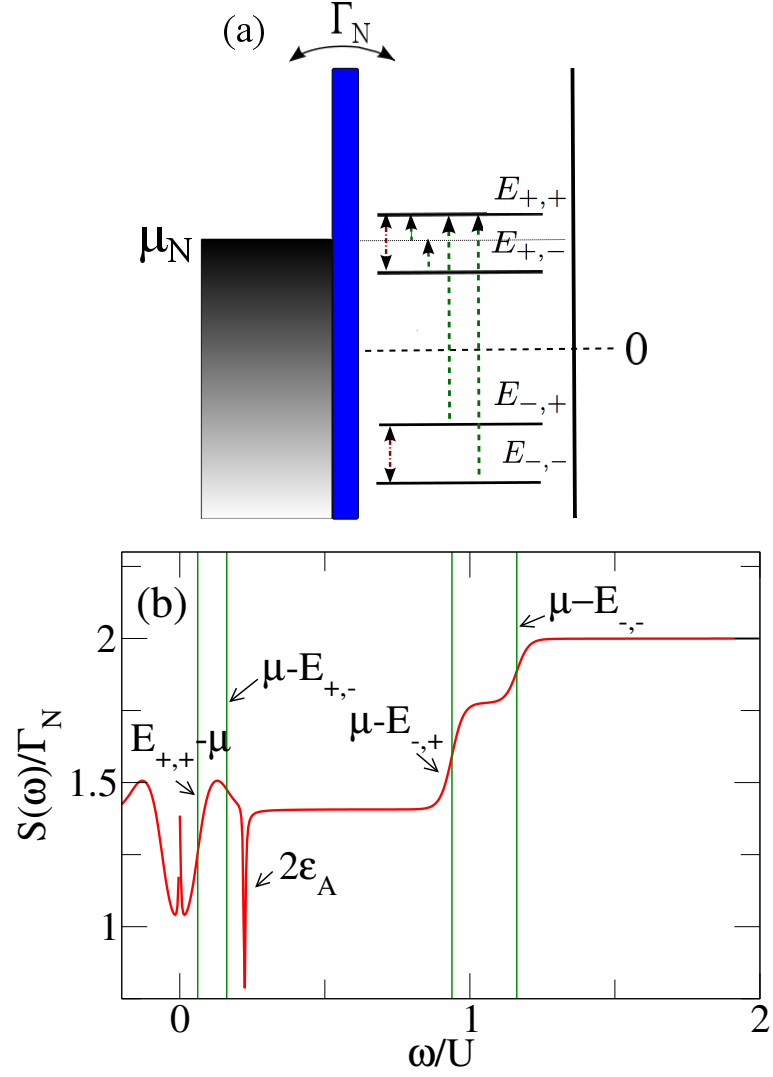 (a)
Γ_N
μ_N
E_{+,+}
E_{+,−}
0
E_{−,+}
E_{−,−}
(b)
μ−E_{-,-}
μ-E_{+,-}
μ-E_{-,+}
E_{+,+}-μ
2ε_A
S(ω)/Γ_N
2
1.5
1
0 1 2
ω/U